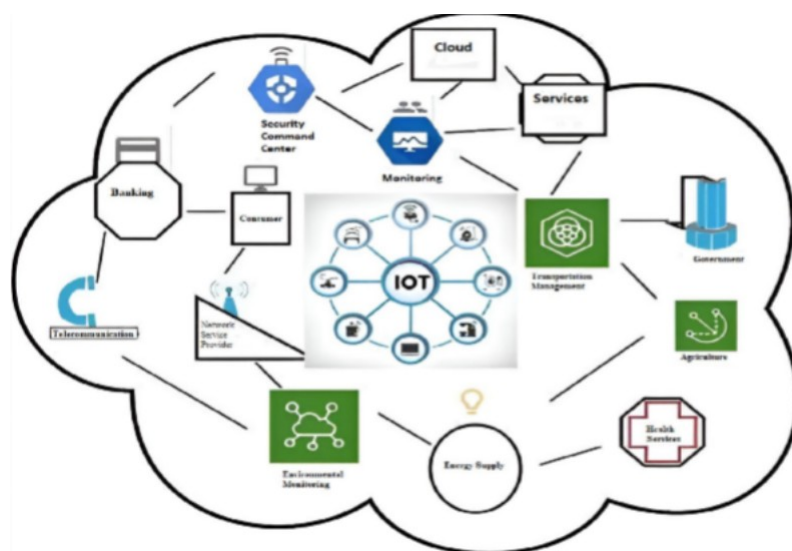 Cloud
Services
Security
Command
Center
Monitoring
Banking
Consumer
IOT
Transportation
Management
Government
Telecommunication
Network
Service
Provider
Agriculture
Health
Services
Energy Supply
Environmental
Monitoring